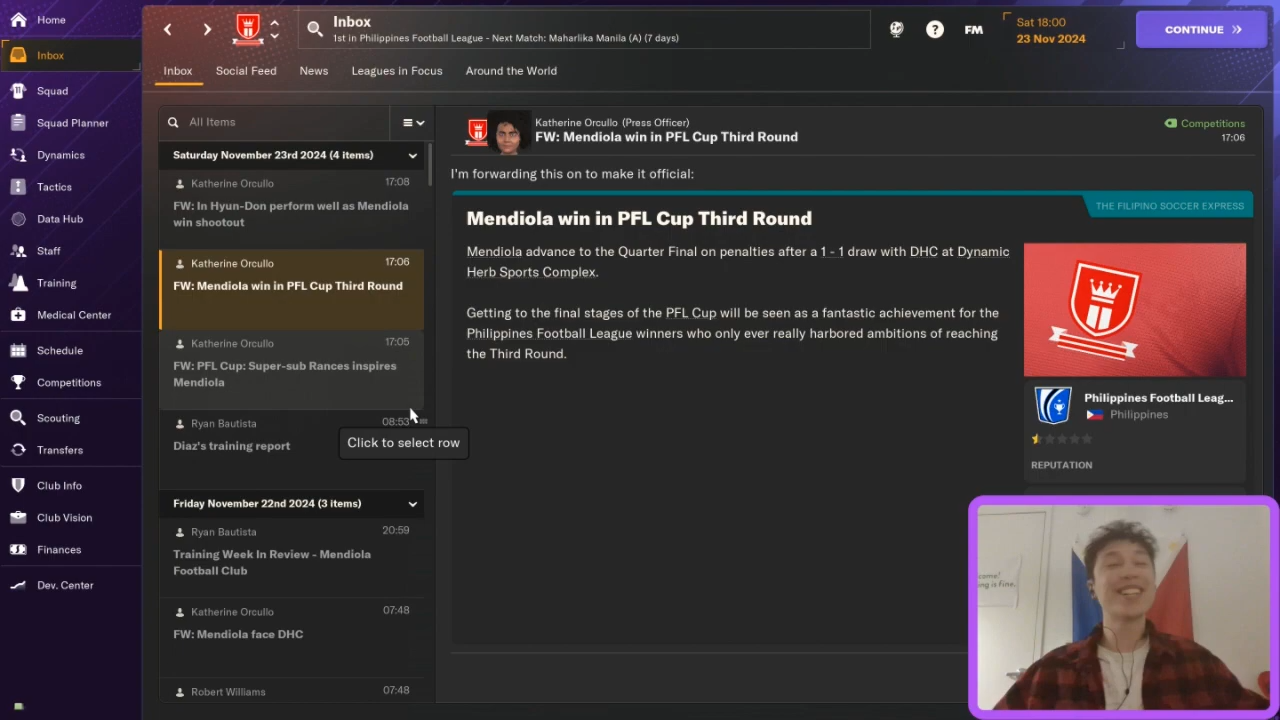 Home
Inbox
Squad
Squad Planner
Dynamics
Tactics
Data Hub
Staff
Training
Medical Center
Schedule
Competitions
Scouting
Transfers
Club Info
Club Vision
Finances
Dev. Center
Inbox
1st in Philippines Football League - Next Match: Maharlika Manila (A) (7 days)
?
FM
Sat 18:00
23 Nov 2024
CONTINUE
Inbox
Social Feed
News
Leagues in Focus
Around the World
All Items
Saturday November 23rd 2024 (4 items)
Katherine Orcullo
17:08
FW: In Hyun-Don perform well as Mendiola
win shootout
Katherine Orcullo
17:06
FW: Mendiola win in PFL Cup Third Round
Katherine Orcullo
17:05
FW: PFL Cup: Super-sub Rances inspires
Mendiola
Ryan Bautista
08:53
Diaz's training report
Click to select row
Friday November 22nd 2024 (3 items)
Ryan Bautista
20:59
Training Week In Review - Mendiola
Football Club
Katherine Orcullo
07:48
FW: Mendiola face DHC
Robert Williams
07:48
Katherine Orcullo (Press Officer)
FW: Mendiola win in PFL Cup Third Round
Competitions
17:06
I'm forwarding this on to make it official:
THE FILIPINO SOCCER EXPRESS
Mendiola win in PFL Cup Third Round
Mendiola advance to the Quarter Final on penalties after a 1 - 1 draw with DHC at Dynamic
Herb Sports Complex.
Getting to the final stages of the PFL Cup will be seen as a fantastic achievement for the
Philippines Football League winners who only ever really harbored ambitions of reaching
the Third Round.
Philippines Football Leag...
Philippines
REPUTATION
ing is Fine.